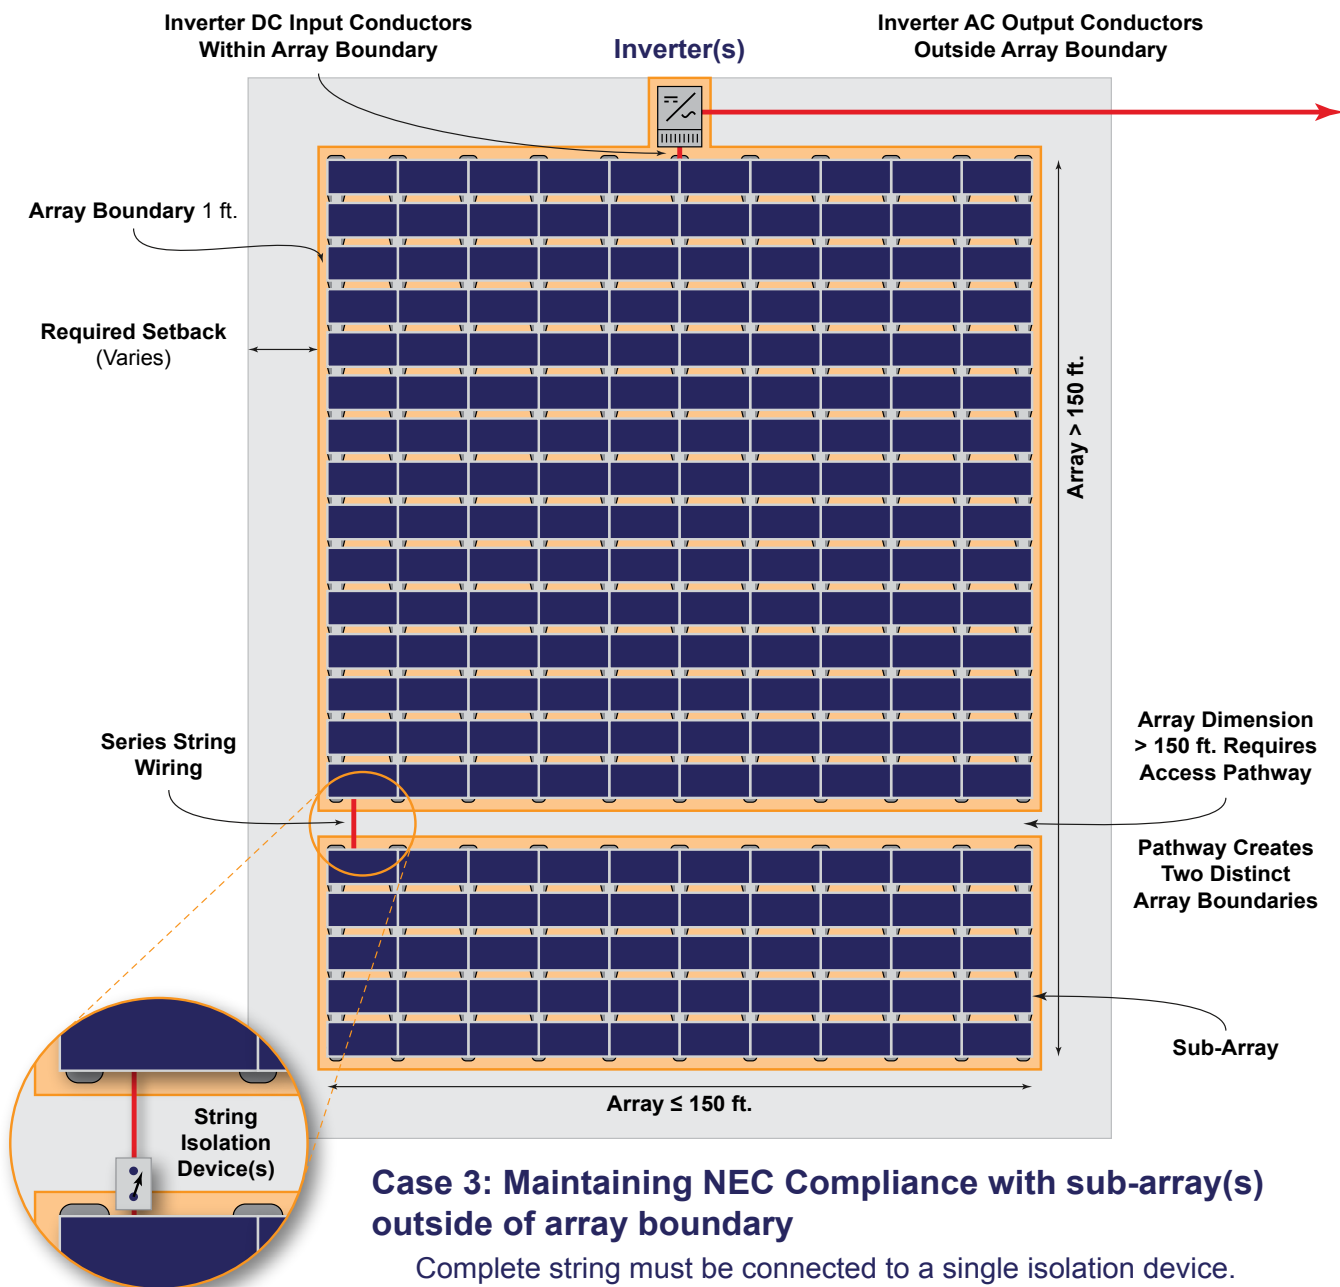 Inverter DC Input Conductors
Within Array Boundary
Inverter(s)
Inverter AC Output Conductors
Outside Array Boundary
Array Boundary 1 ft.
Required Setback
(Varies)
Array > 150 ft.
Series String
Wiring
Array Dimension
> 150 ft. Requires
Access Pathway
Pathway Creates
Two Distinct
Array Boundaries
Sub-Array
Array ≤ 150 ft.
String
Isolation
Device(s)
Case 3: Maintaining NEC Compliance with sub-array(s)
outside of array boundary
Complete string must be connected to a single isolation device.